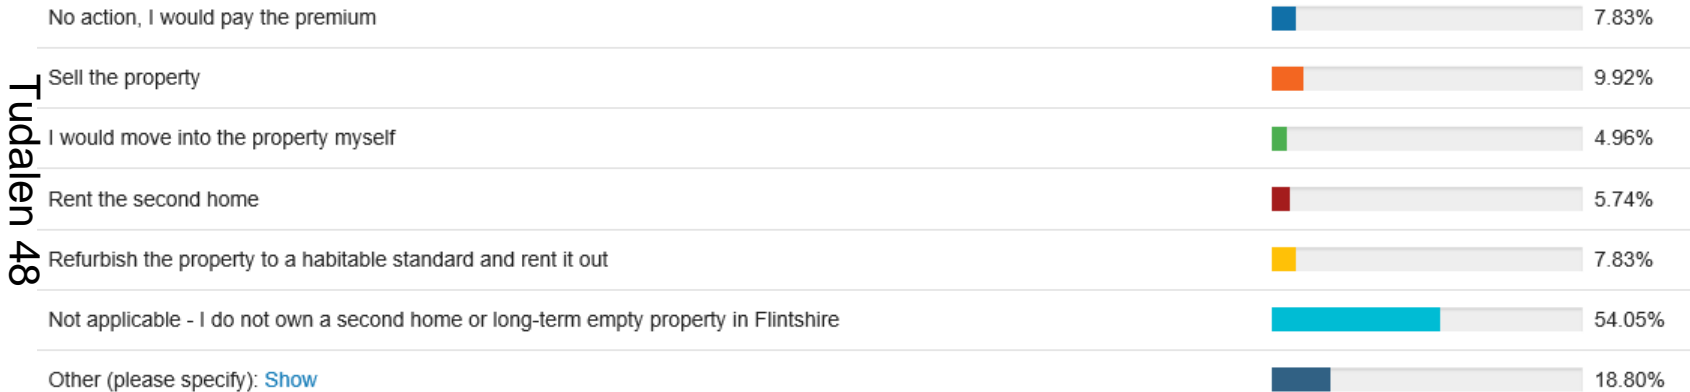 No action, I would pay the premium 7.83%
Sell the property 9.92%
I would move into the property myself 4.96%
Rent the second home 5.74%
Refurbish the property to a habitable standard and rent it out 7.83%
Not applicable - I do not own a second home or long-term empty property in Flintshire 54.05%
Other (please specify): Show 18.80%
Tudalen 48